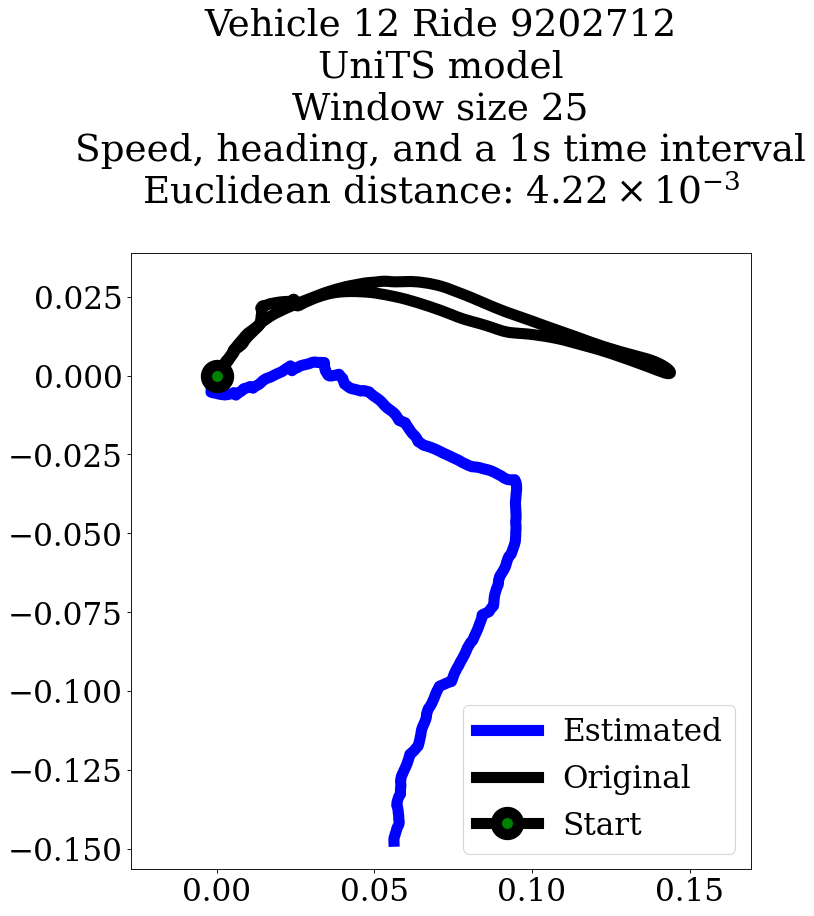 Vehicle 12 Ride 9202712
UniTS model
Window size 25
Speed, heading, and a 1s time interval
Euclidean distance: 4.22 × 10⁻³
0.025
0.000
−0.025
−0.050
−0.075
−0.100
−0.125
−0.150
Estimated
Original
Start
0.00 0.05 0.10 0.15